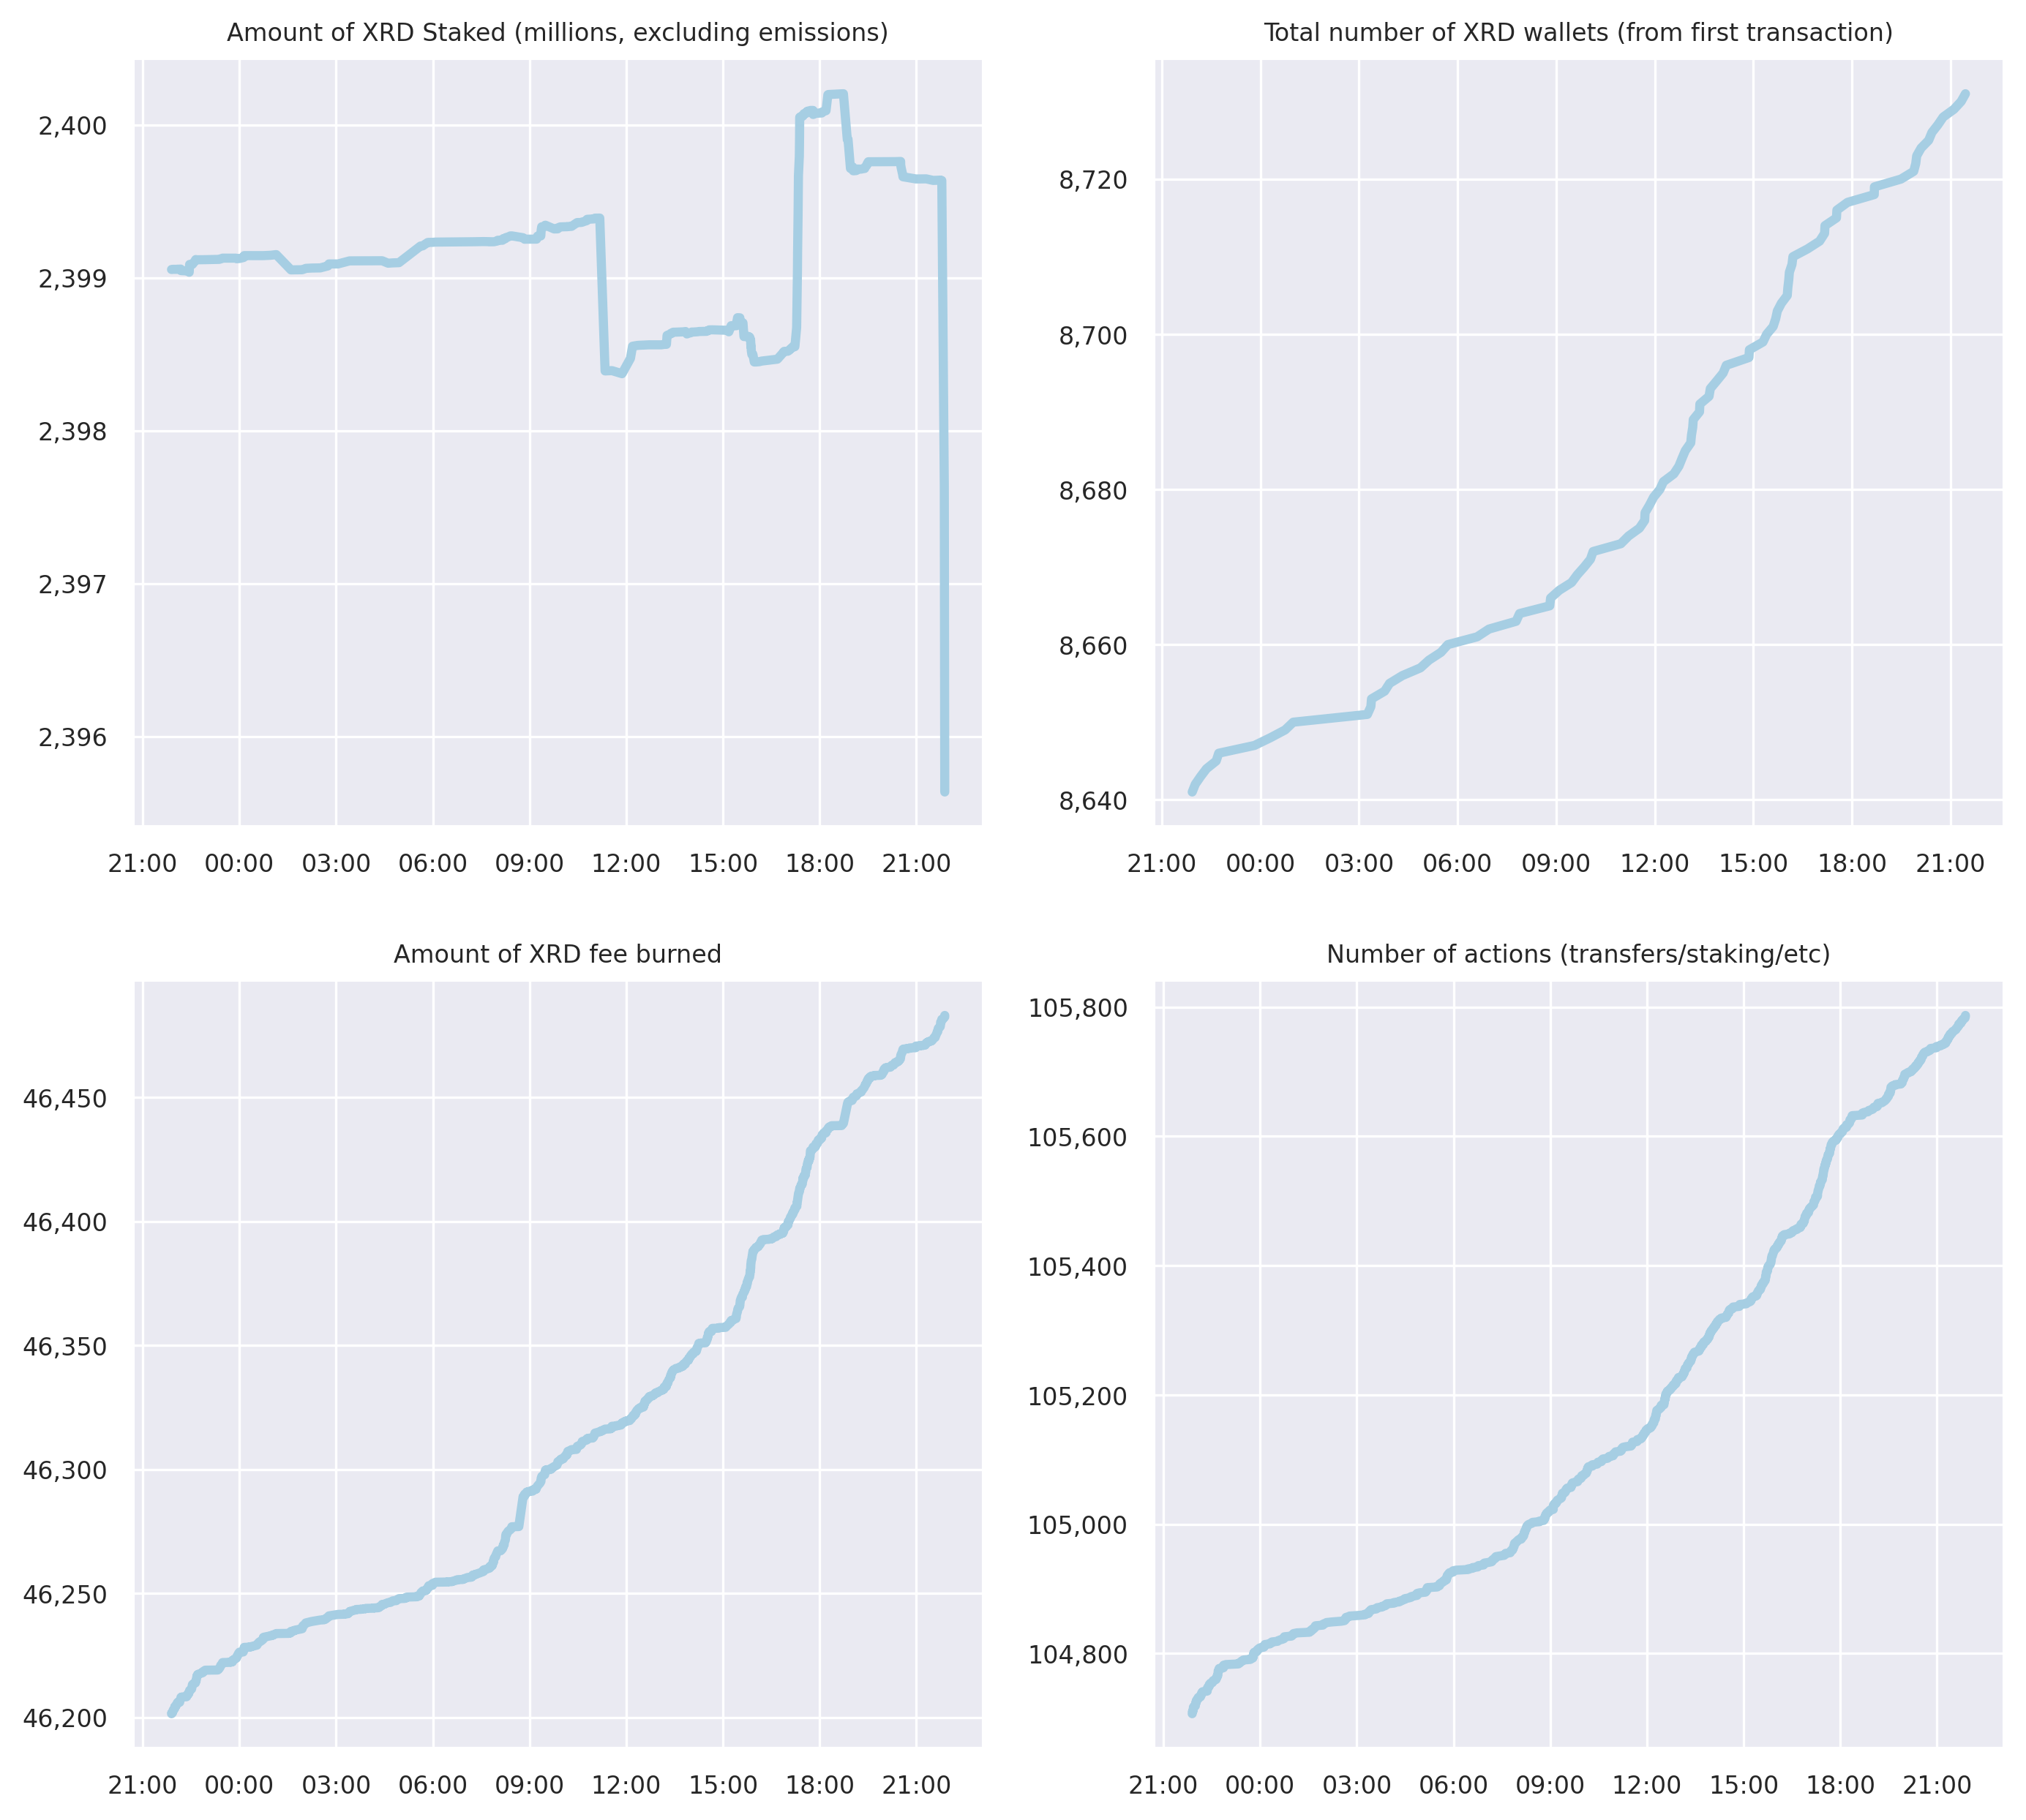 Amount of XRD Staked (millions, excluding emissions)
2,400
2,399
2,398
2,397
2,396
21:00 00:00 03:00 06:00 09:00 12:00 15:00 18:00 21:00
Total number of XRD wallets (from first transaction)
8,720
8,700
8,680
8,660
8,640
21:00 00:00 03:00 06:00 09:00 12:00 15:00 18:00 21:00
Amount of XRD fee burned
46,450
46,400
46,350
46,300
46,250
46,200
21:00 00:00 03:00 06:00 09:00 12:00 15:00 18:00 21:00
Number of actions (transfers/staking/etc)
105,800
105,600
105,400
105,200
105,000
104,800
21:00 00:00 03:00 06:00 09:00 12:00 15:00 18:00 21:00